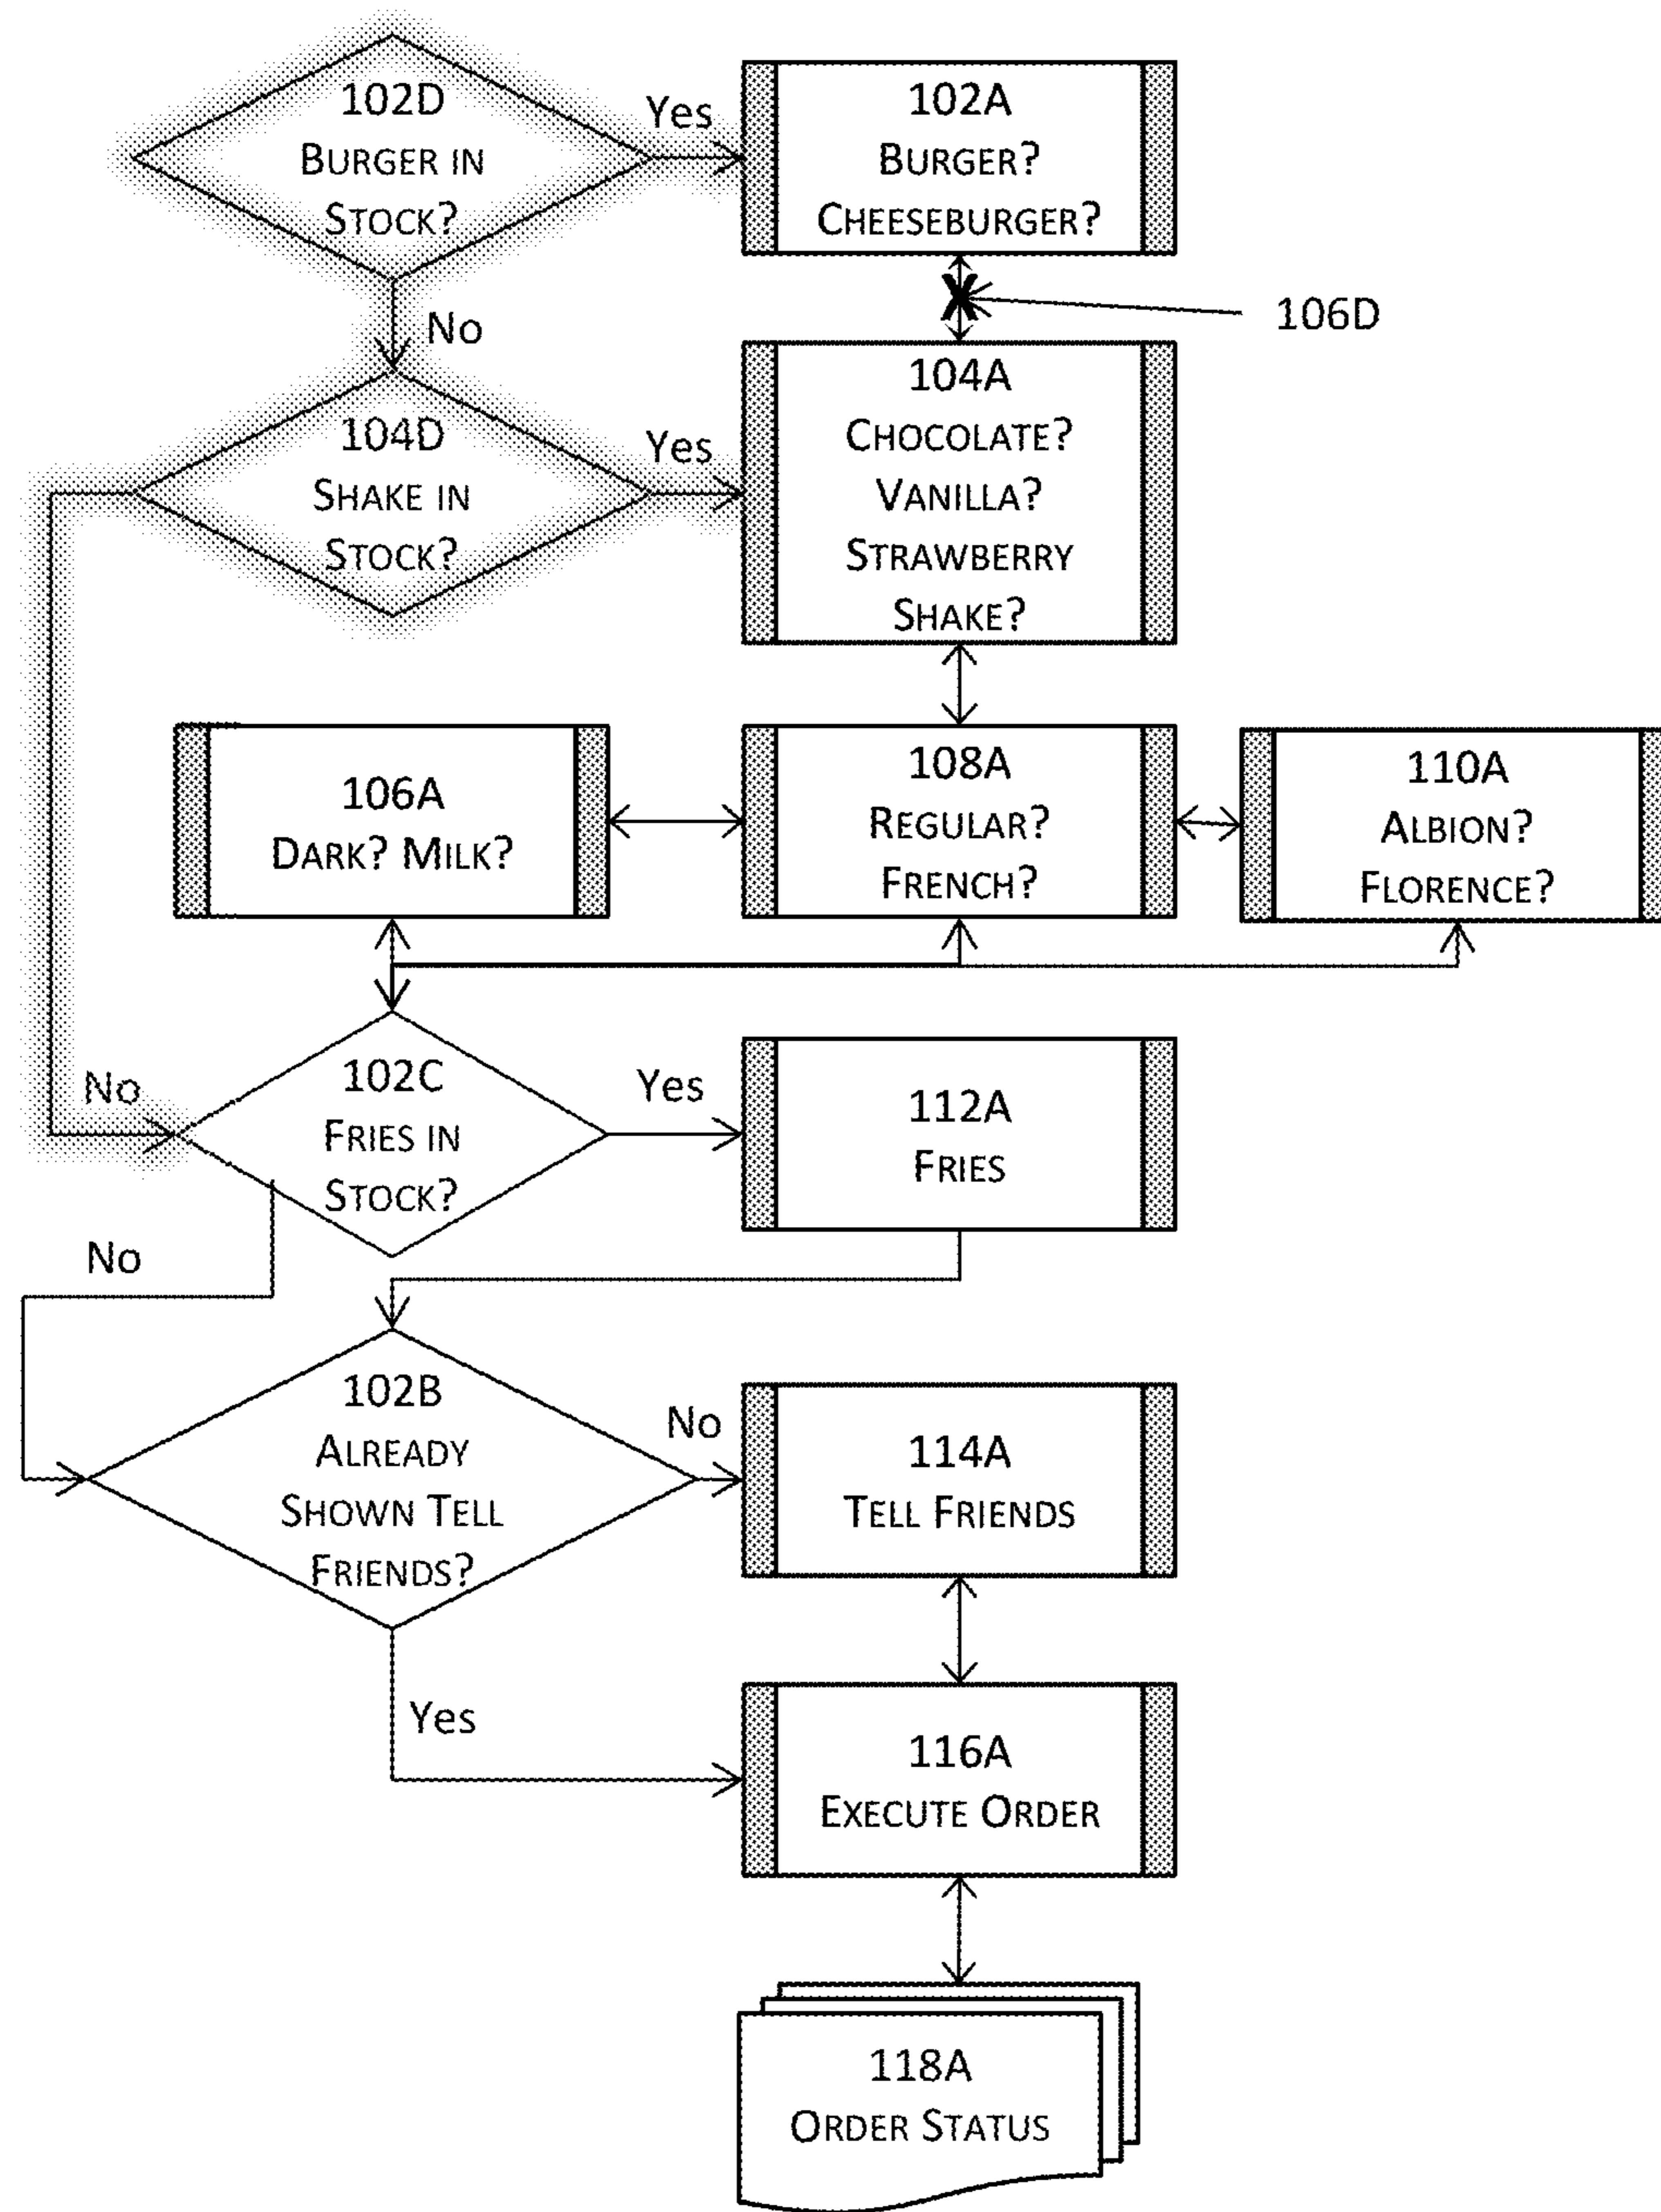 102D
BURGER IN
STOCK?
Yes
102A
BURGER?
CHEESEBURGER?
No
106D
104D
SHAKE IN
STOCK?
Yes
104A
CHOCOLATE?
VANILLA?
STRAWBERRY
SHAKE?
106A
DARK? MILK?
108A
REGULAR?
FRENCH?
110A
ALBION?
FLORENCE?
No
102C
FRIES IN
STOCK?
Yes
112A
FRIES
No
102B
ALREADY
SHOWN TELL
FRIENDS?
No
114A
TELL FRIENDS
Yes
116A
EXECUTE ORDER
118A
ORDER STATUS